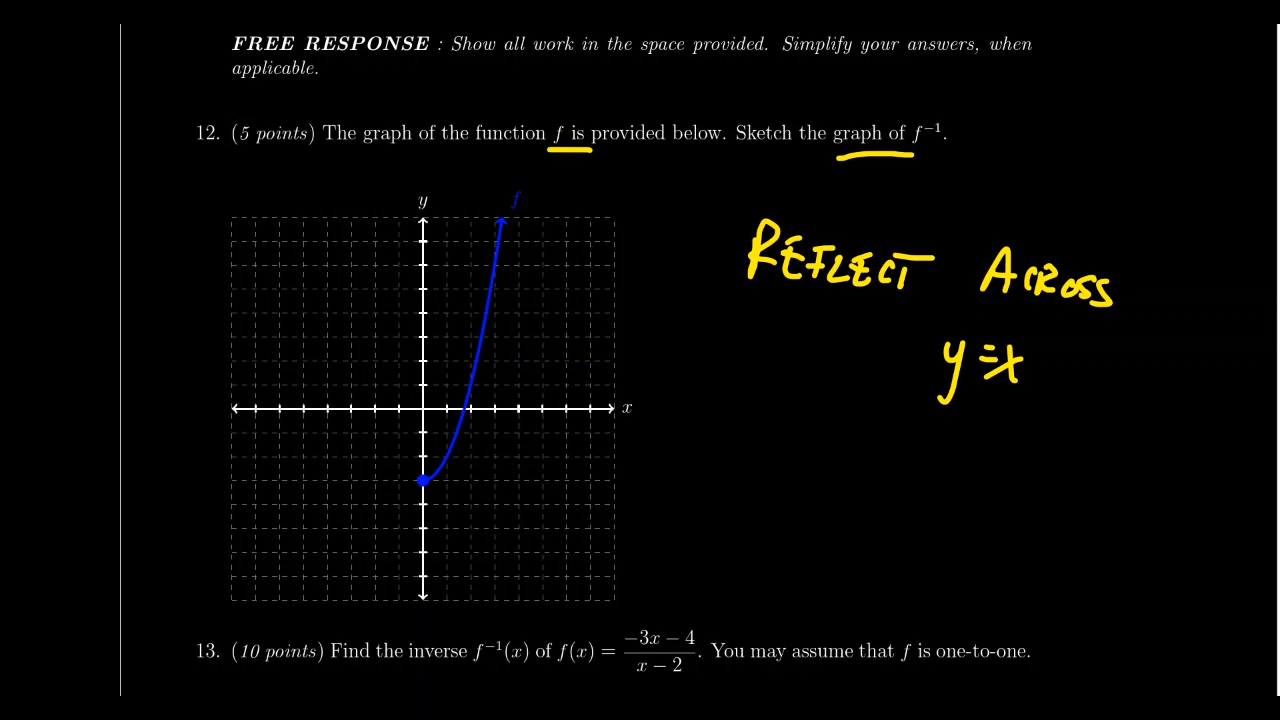 FREE RESPONSE : Show all work in the space provided. Simplify your answers, when
applicable.
12. (5 points) The graph of the function f is provided below. Sketch the graph of f⁻¹.
y
f
REFLECT ACROSS
y=x
x
13. (10 points) Find the inverse f⁻¹(x) of f(x) = (-3x - 4)/(x - 2). You may assume that f is one-to-one.